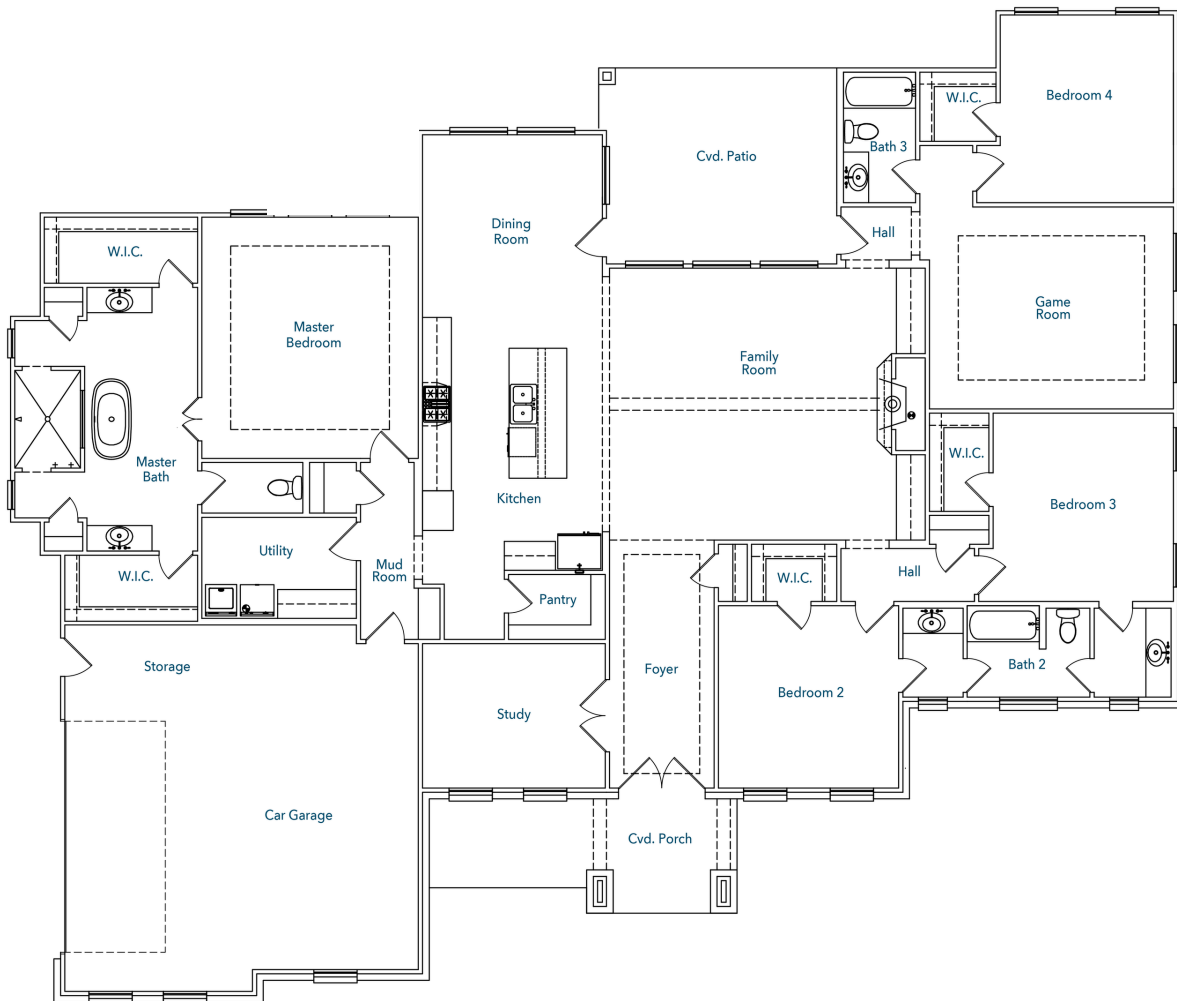 W.I.C.
Bedroom 4
Bath 3
Cvd. Patio
Dining
Room
Hall
W.I.C.
Game
Room
Master
Bedroom
Family
Room
W.I.C.
Master
Bath
Kitchen
Bedroom 3
Utility
Mud
Room
Hall
W.I.C.
W.I.C.
Pantry
Storage
Foyer
Bath 2
Bedroom 2
Study
Car Garage
Cvd. Porch